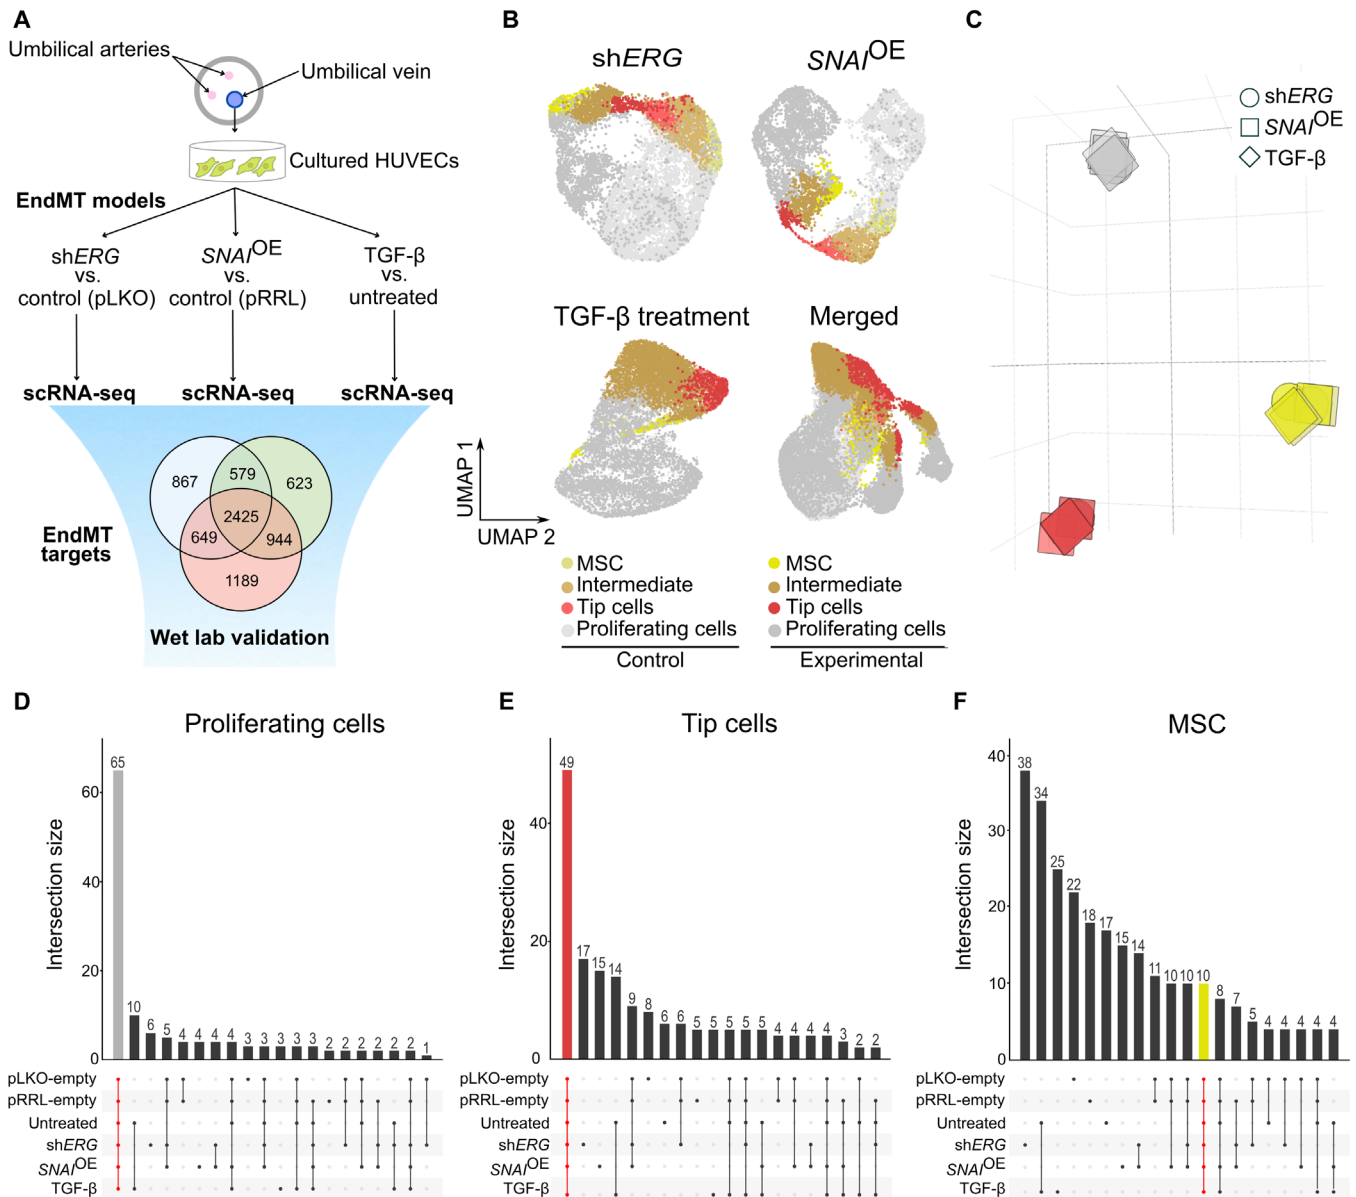 A
Umbilical arteries
Umbilical vein
Cultured HUVECs
EndMT models
shERG
vs.
control (pLKO)
SNAI^OE
vs.
control (pRRL)
TGF-β
vs.
untreated
scRNA-seq
scRNA-seq
scRNA-seq
867
579
623
2425
649
944
1189
EndMT
targets
Wet lab validation
B
shERG
SNAI^OE
TGF-β treatment
Merged
UMAP 1
UMAP 2
MSC
Intermediate
Tip cells
Proliferating cells
Control
MSC
Intermediate
Tip cells
Proliferating cells
Experimental
C
shERG
SNAI^OE
TGF-β
D
Proliferating cells
Intersection size
60
40
20
0
65
10 6 5 4 4 4 4 3 3 3 3 3 2 2 2 2 2 2 1
pLKO-empty
pRRL-empty
Untreated
shERG
SNAI^OE
TGF-β
E
Tip cells
Intersection size
40
20
0
49
17 15 14 9 8 6 6 5 5 5 5 5 4 4 4 4 3 2 2
pLKO-empty
pRRL-empty
Untreated
shERG
SNAI^OE
TGF-β
F
MSC
Intersection size
40
30
20
10
0
38 34 25 22 18 17 15 14 11 10 10 10 8 7 5 4 4 4 4 4
pLKO-empty
pRRL-empty
Untreated
shERG
SNAI^OE
TGF-β